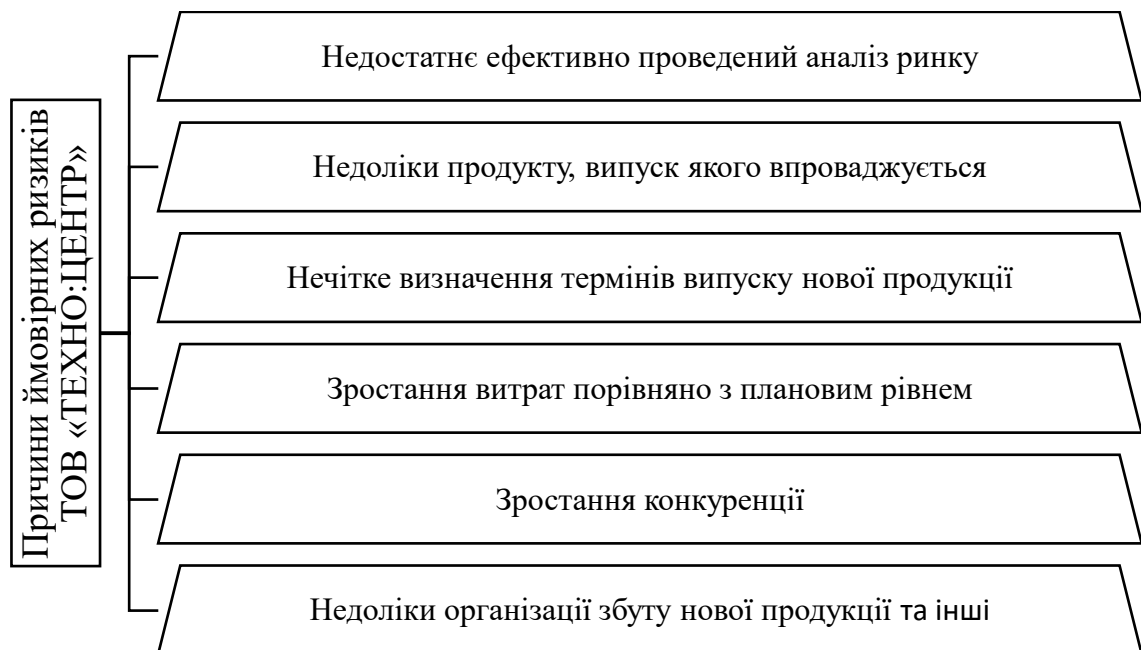 Причини ймовірних ризиків
ТОВ «ТЕХНО:ЦЕНТР»
Недостатнє ефективно проведений аналіз ринку
Недоліки продукту, випуск якого впроваджується
Нечітке визначення термінів випуску нової продукції
Зростання витрат порівняно з плановим рівнем
Зростання конкуренції
Недоліки організації збуту нової продукції та інші